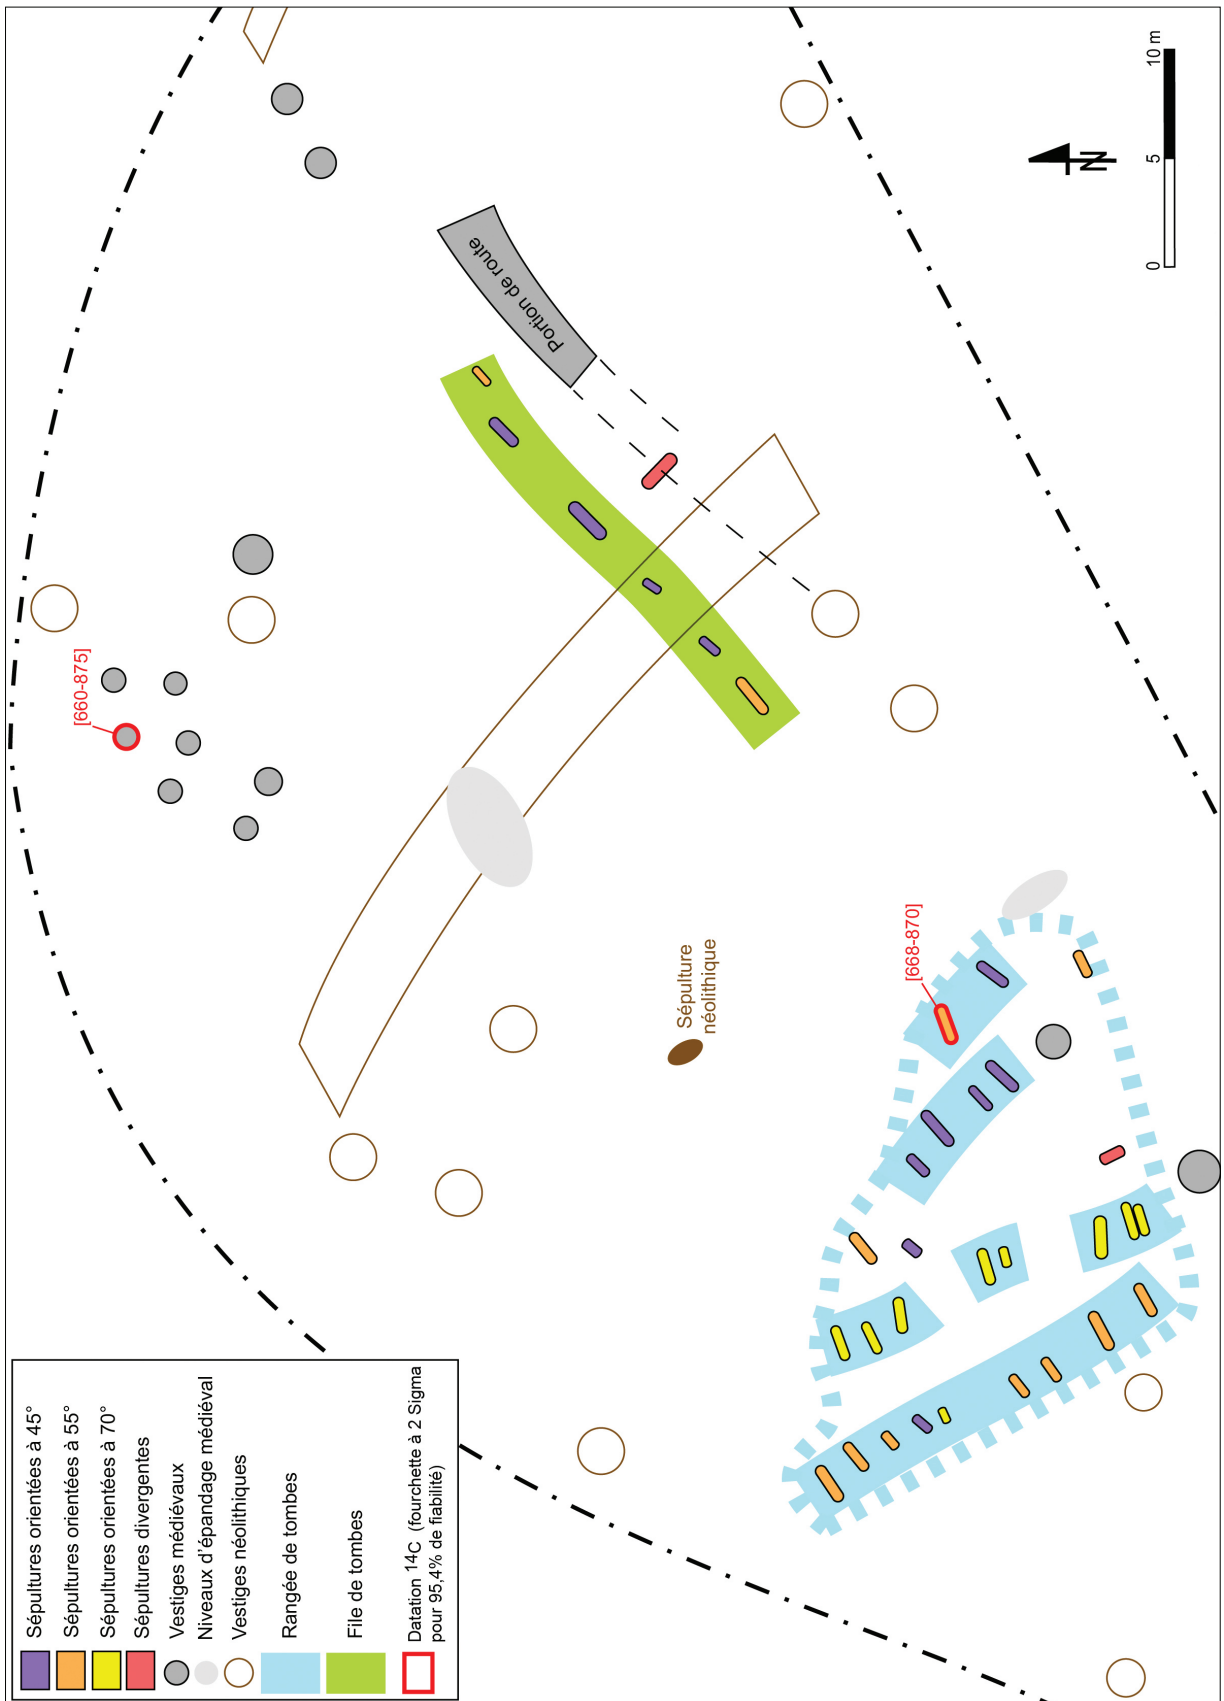 Sépultures orientées à 45°
Sépultures orientées à 55°
Sépultures orientées à 70°
Sépultures divergentes
Vestiges médiévaux
Niveaux d'épandage médiéval
Vestiges néolithiques
Rangée de tombes
File de tombes
Datation ¹⁴C (fourchette à 2 Sigma
pour 95,4% de fiabilité)
[660-875]
Portion de route
Sépulture
néolithique
[668-870]
N
0 5 10 m